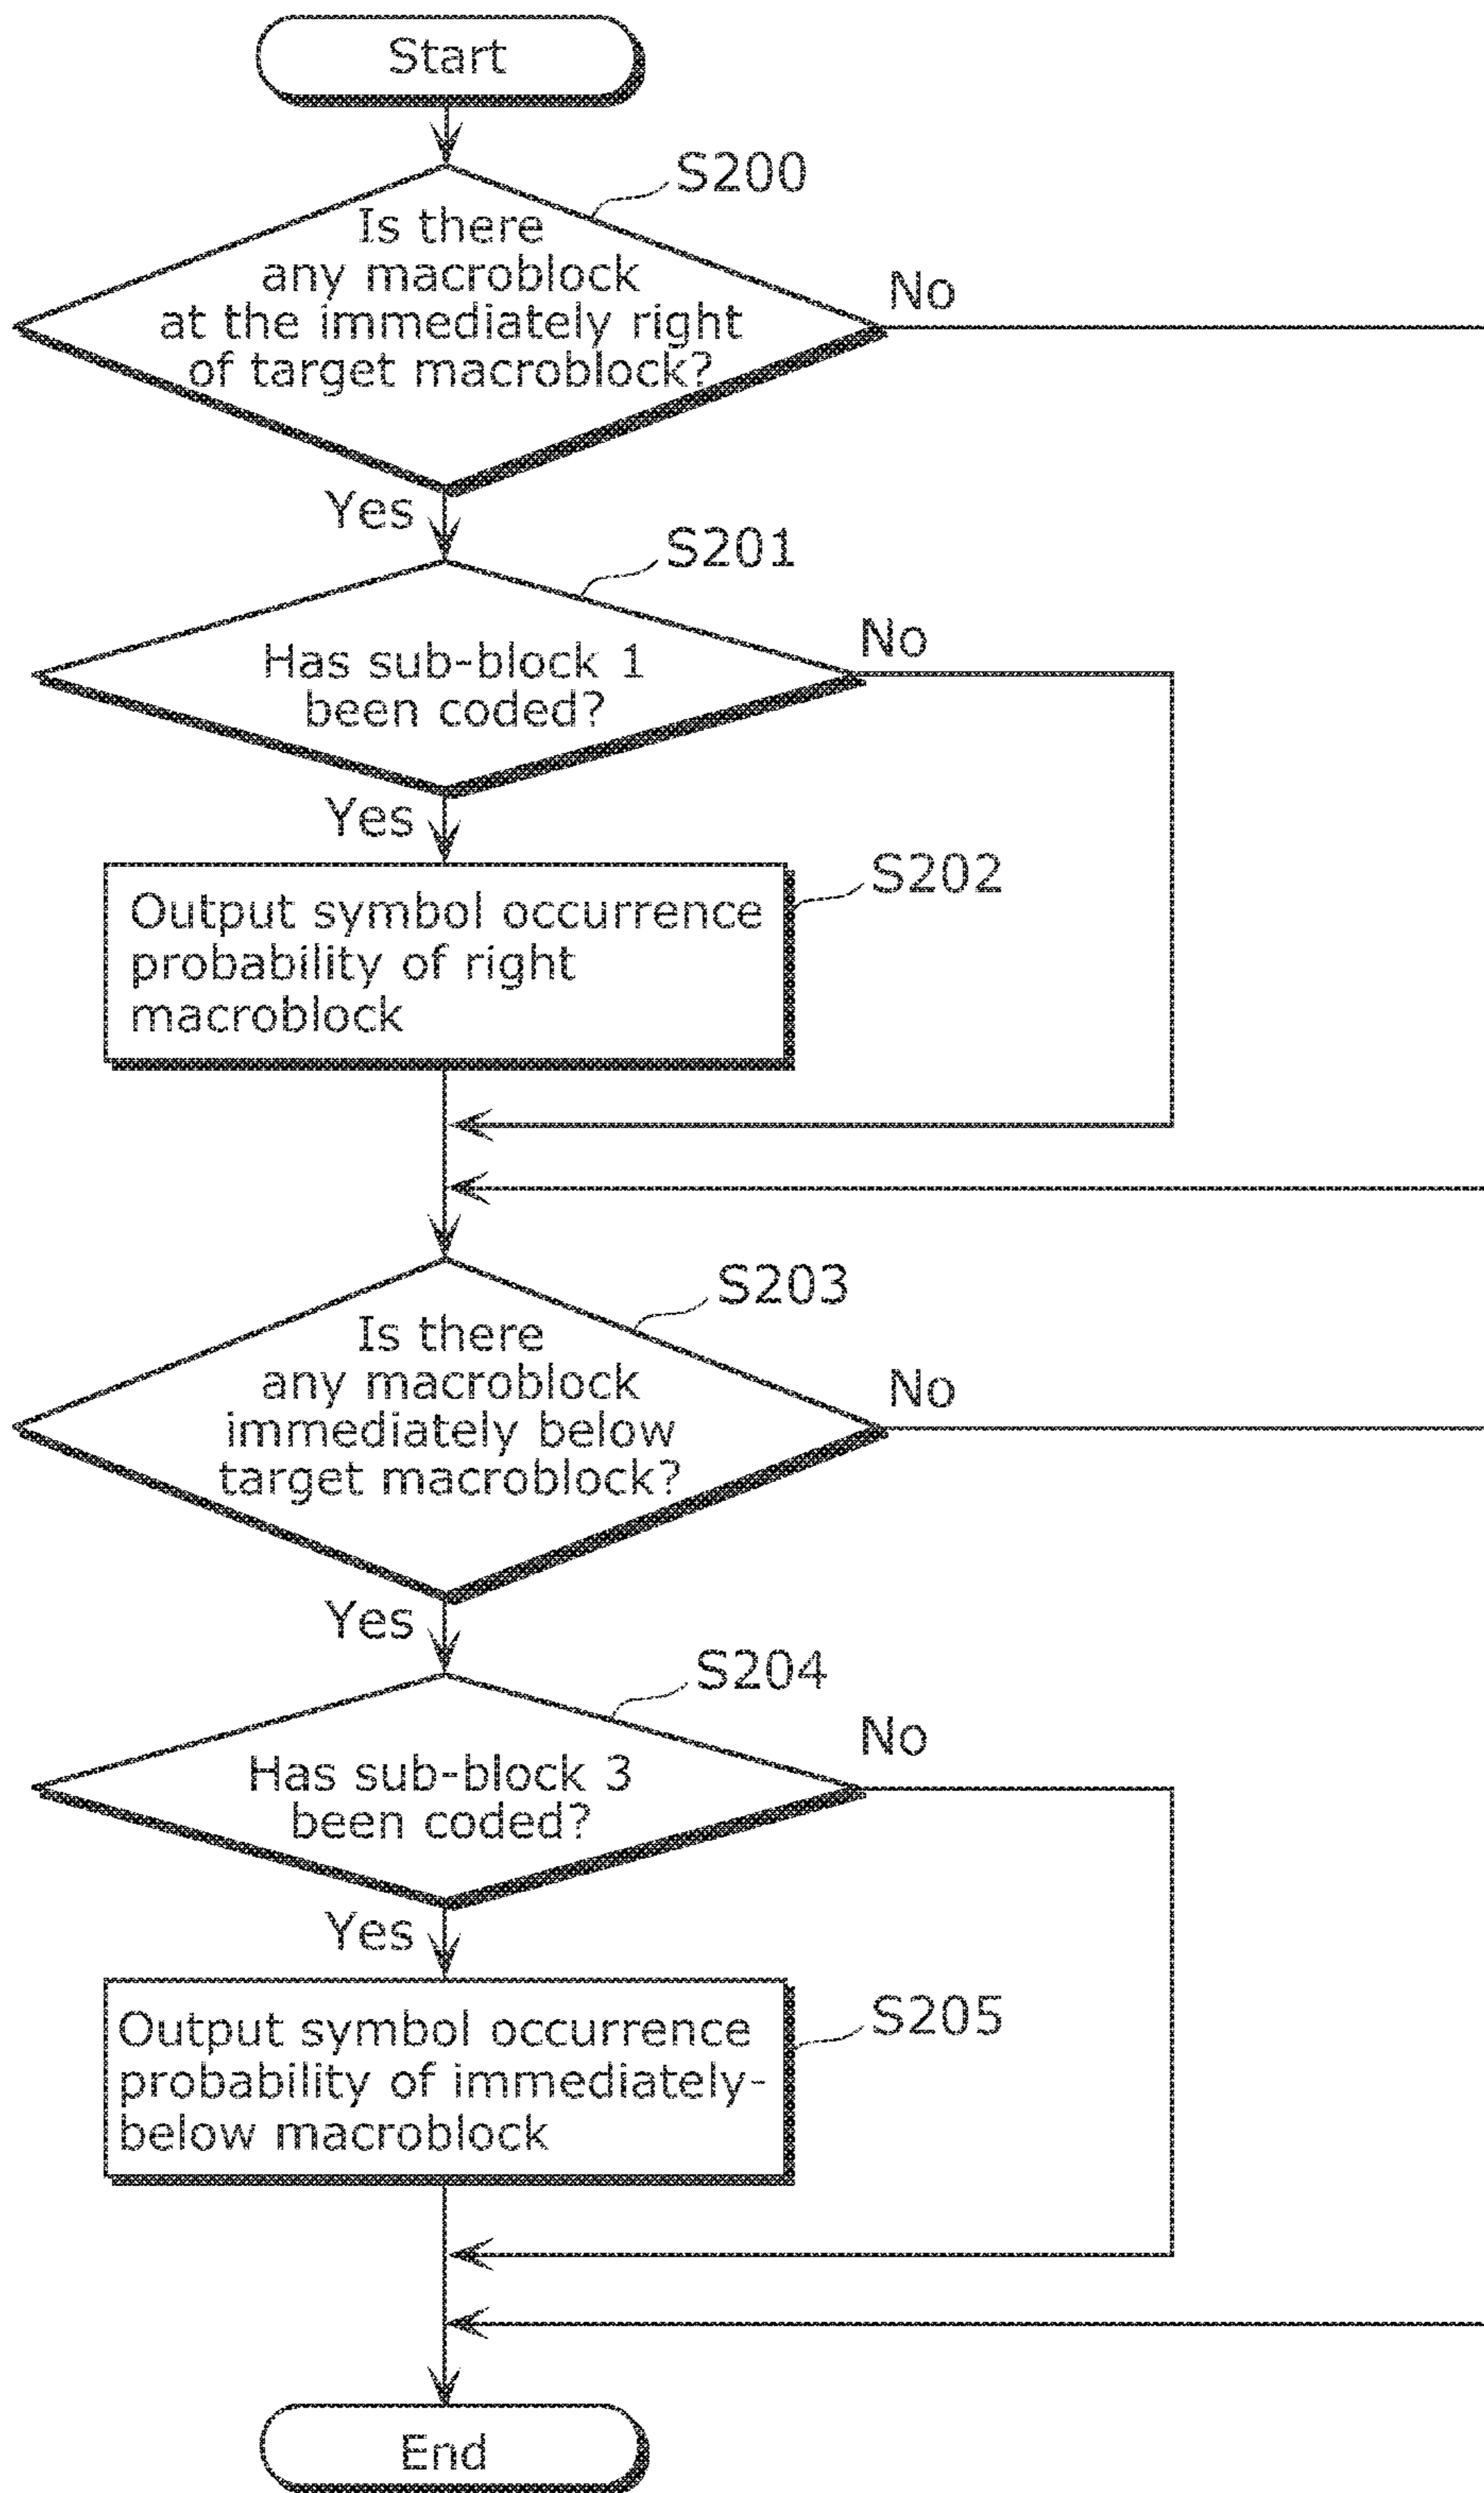 Start
S200
Is there
any macroblock
at the immediately right
of target macroblock?
No
Yes
S201
Has sub-block 1
been coded?
No
Yes
S202
Output symbol occurrence
probability of right
macroblock
S203
Is there
any macroblock
immediately below
target macroblock?
No
Yes
S204
Has sub-block 3
been coded?
No
Yes
S205
Output symbol occurrence
probability of immediately-
below macroblock
End